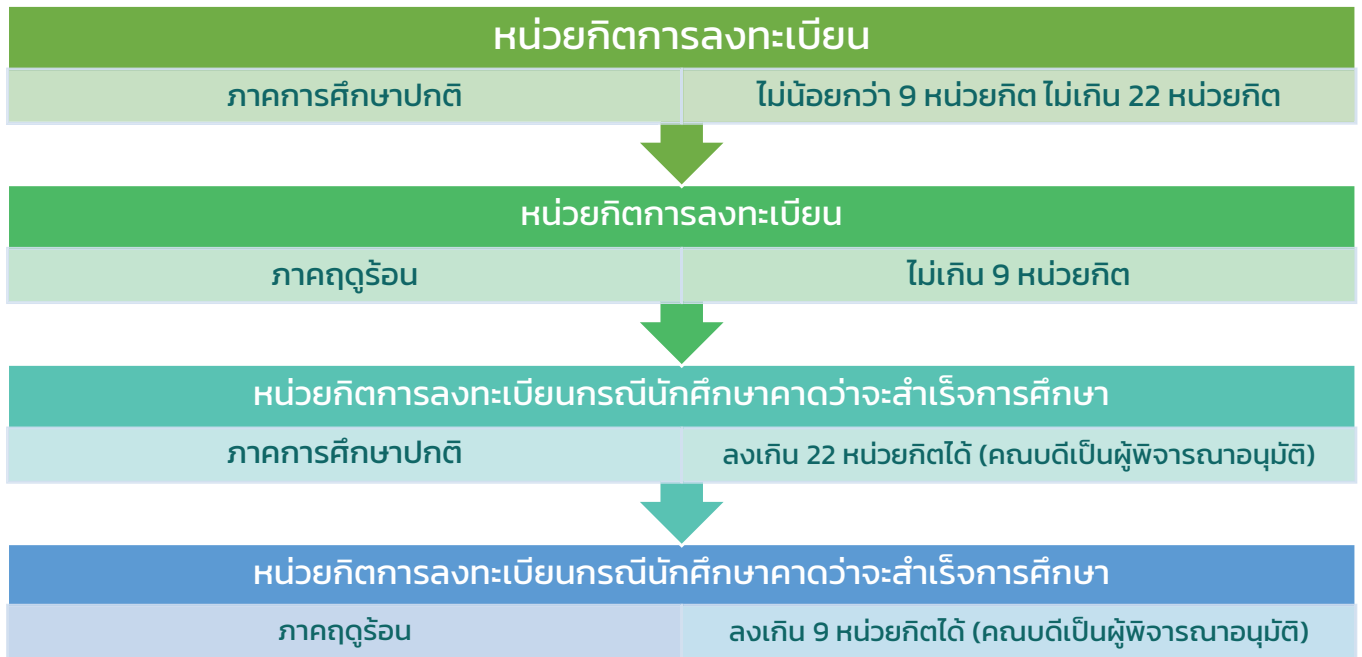 หน่วยกิตการลงทะเบียน
ภาคการศึกษาปกติ ไม่น้อยกว่า 9 หน่วยกิต ไม่เกิน 22 หน่วยกิต
หน่วยกิตการลงทะเบียน
ภาคฤดูร้อน ไม่เกิน 9 หน่วยกิต
หน่วยกิตการลงทะเบียนกรณีนักศึกษาคาดว่าจะสำเร็จการศึกษา
ภาคการศึกษาปกติ ลงเกิน 22 หน่วยกิตได้ (คณบดีเป็นผู้พิจารณาอนุมัติ)
หน่วยกิตการลงทะเบียนกรณีนักศึกษาคาดว่าจะสำเร็จการศึกษา
ภาคฤดูร้อน ลงเกิน 9 หน่วยกิตได้ (คณบดีเป็นผู้พิจารณาอนุมัติ)